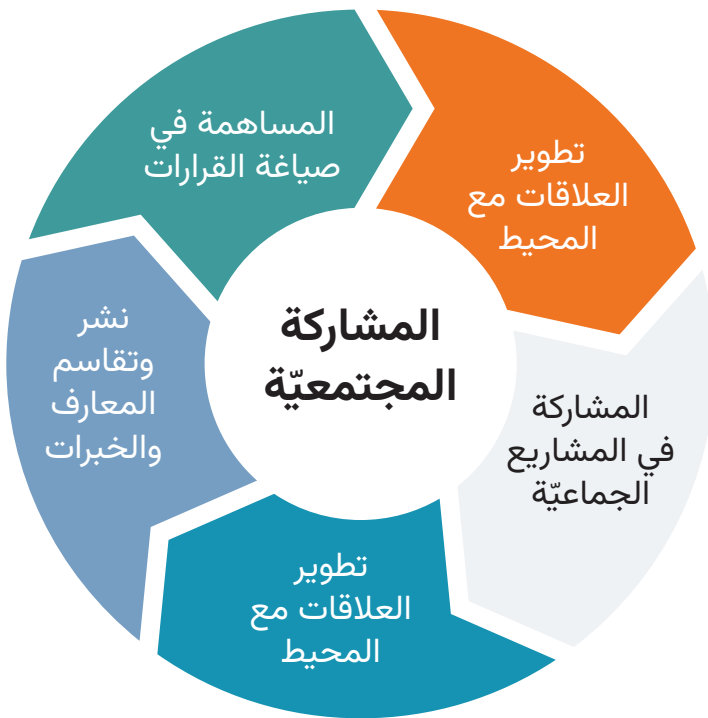 المساهمة في
صياغة القرارات
تطوير
العلاقات مع
المحيط
المشاركة
في المشاريع
الجماعيّة
تطوير
العلاقات مع
المحيط
نشر
وتقاسم
المعارف
والخبرات
المشاركة
المجتمعيّة